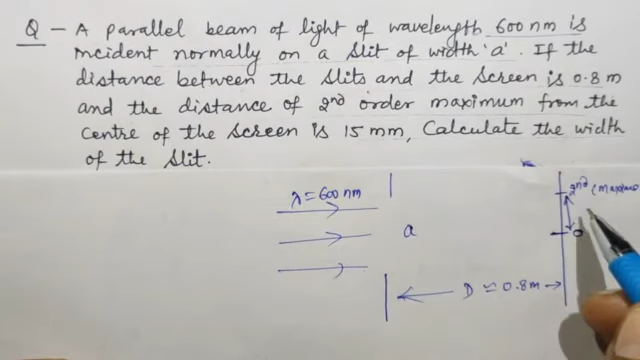 Q - A parallel beam of light of wavelength 600 nm is
incident normally on a slit of width 'a'. If the
distance between the slits and the screen is 0.8 m
and the distance of 2nd order maximum from the
centre of the screen is 15 mm, Calculate the width
of the slit.
λ = 600 nm
2nd (maxima
a
o
D = 0.8m